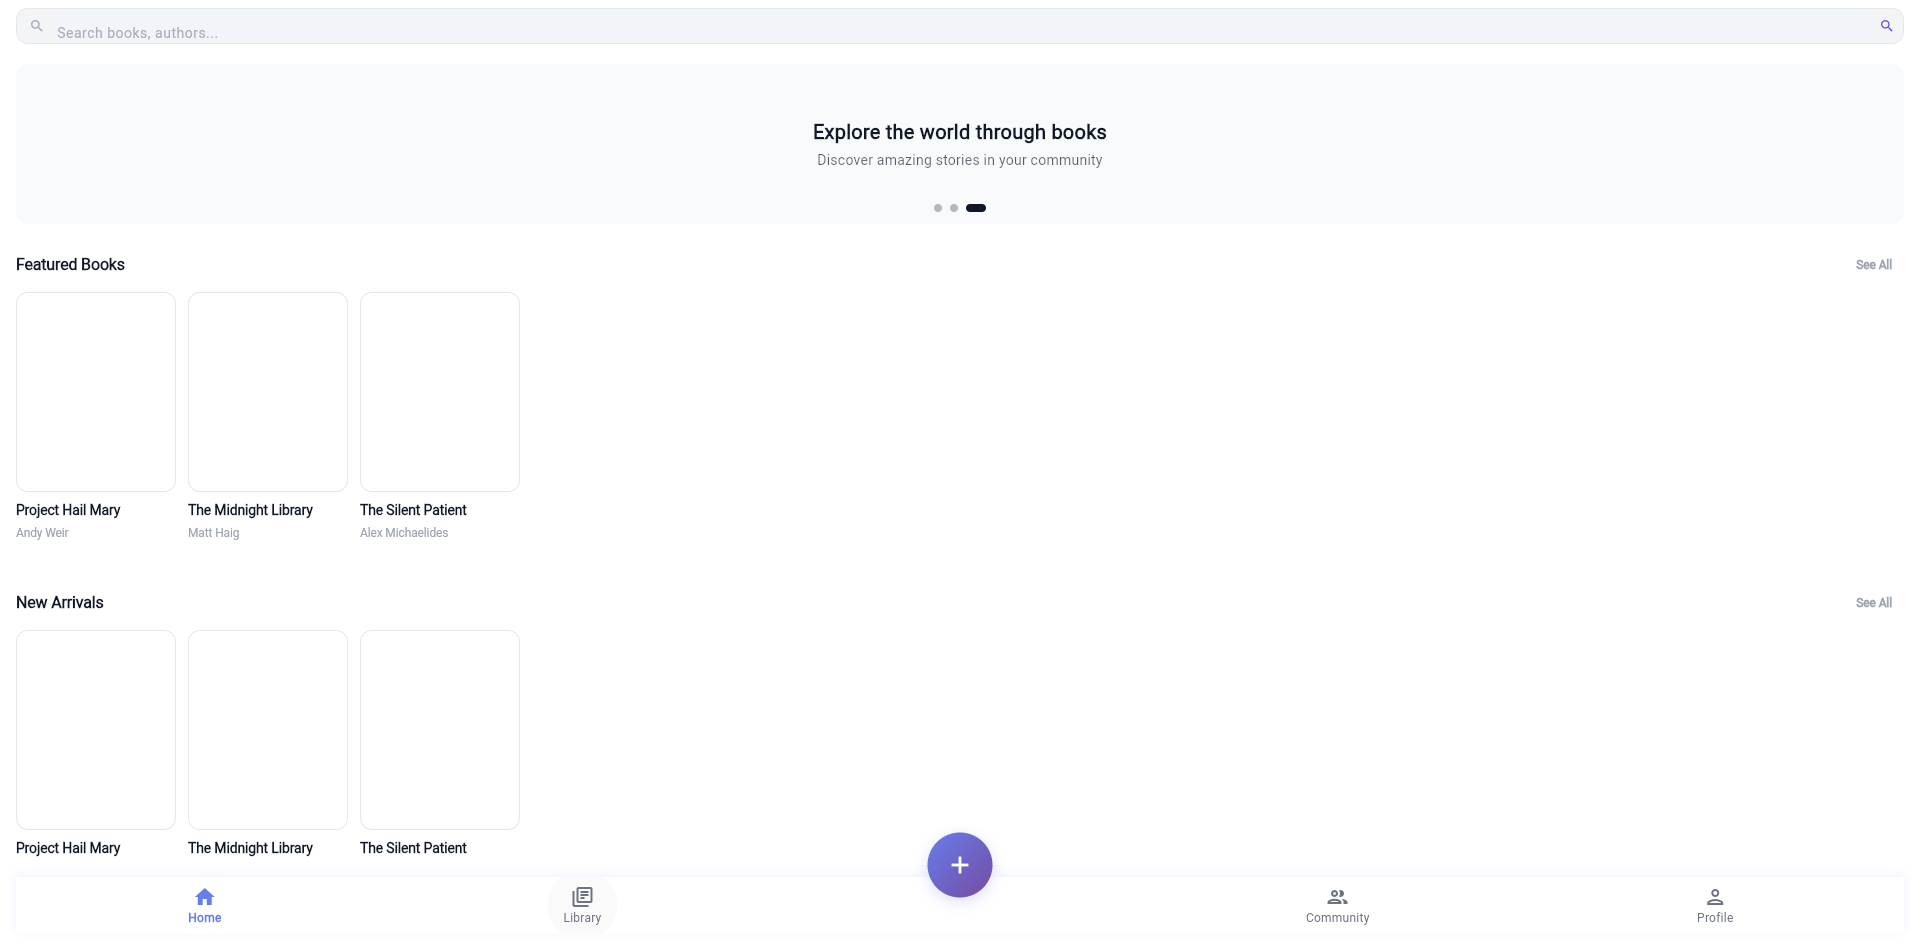 Search books, authors...
Explore the world through books
Discover amazing stories in your community
Featured Books
See All
Project Hail Mary
The Midnight Library
The Silent Patient
Andy Weir
Matt Haig
Alex Michaelides
New Arrivals
See All
Project Hail Mary
The Midnight Library
The Silent Patient
Home
Library
Community
Profile